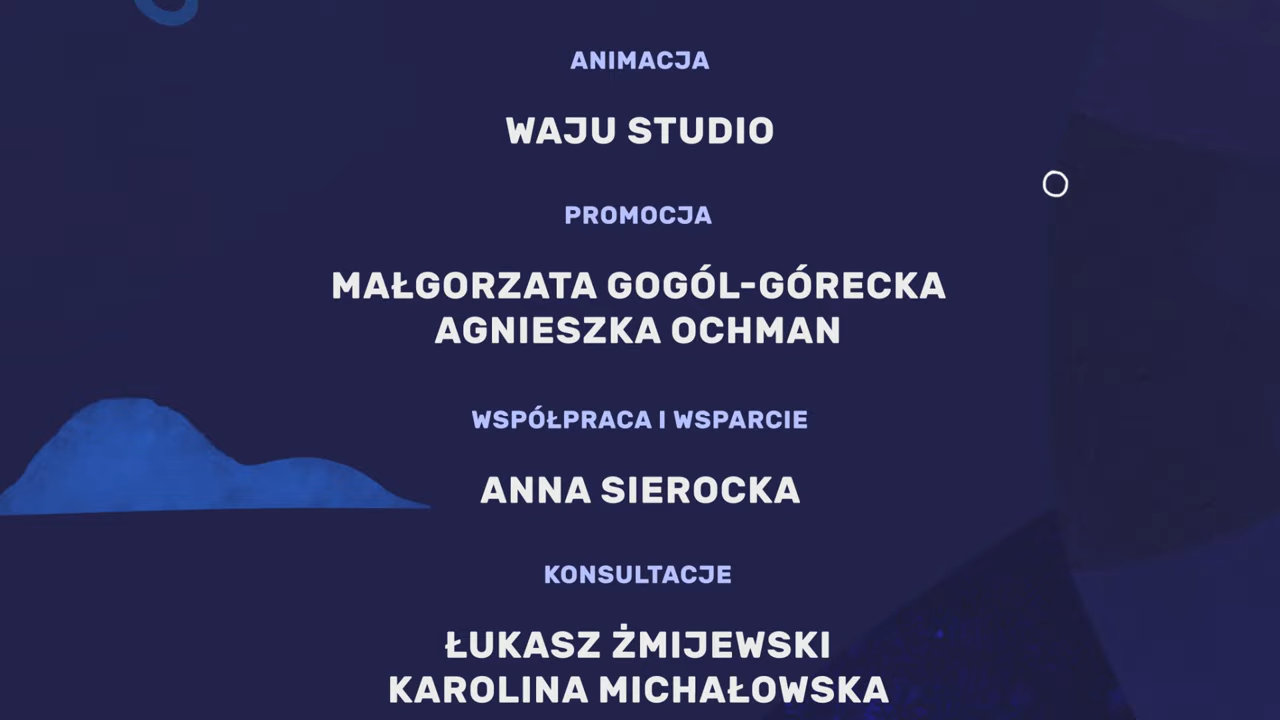 ANIMACJA
WAJU STUDIO
PROMOCJA
MAŁGORZATA GOGÓL-GÓRECKA
AGNIESZKA OCHMAN
WSPÓŁPRACA I WSPARCIE
ANNA SIEROCKA
KONSULTACJE
ŁUKASZ ŻMIJEWSKI
KAROLINA MICHAŁOWSKA